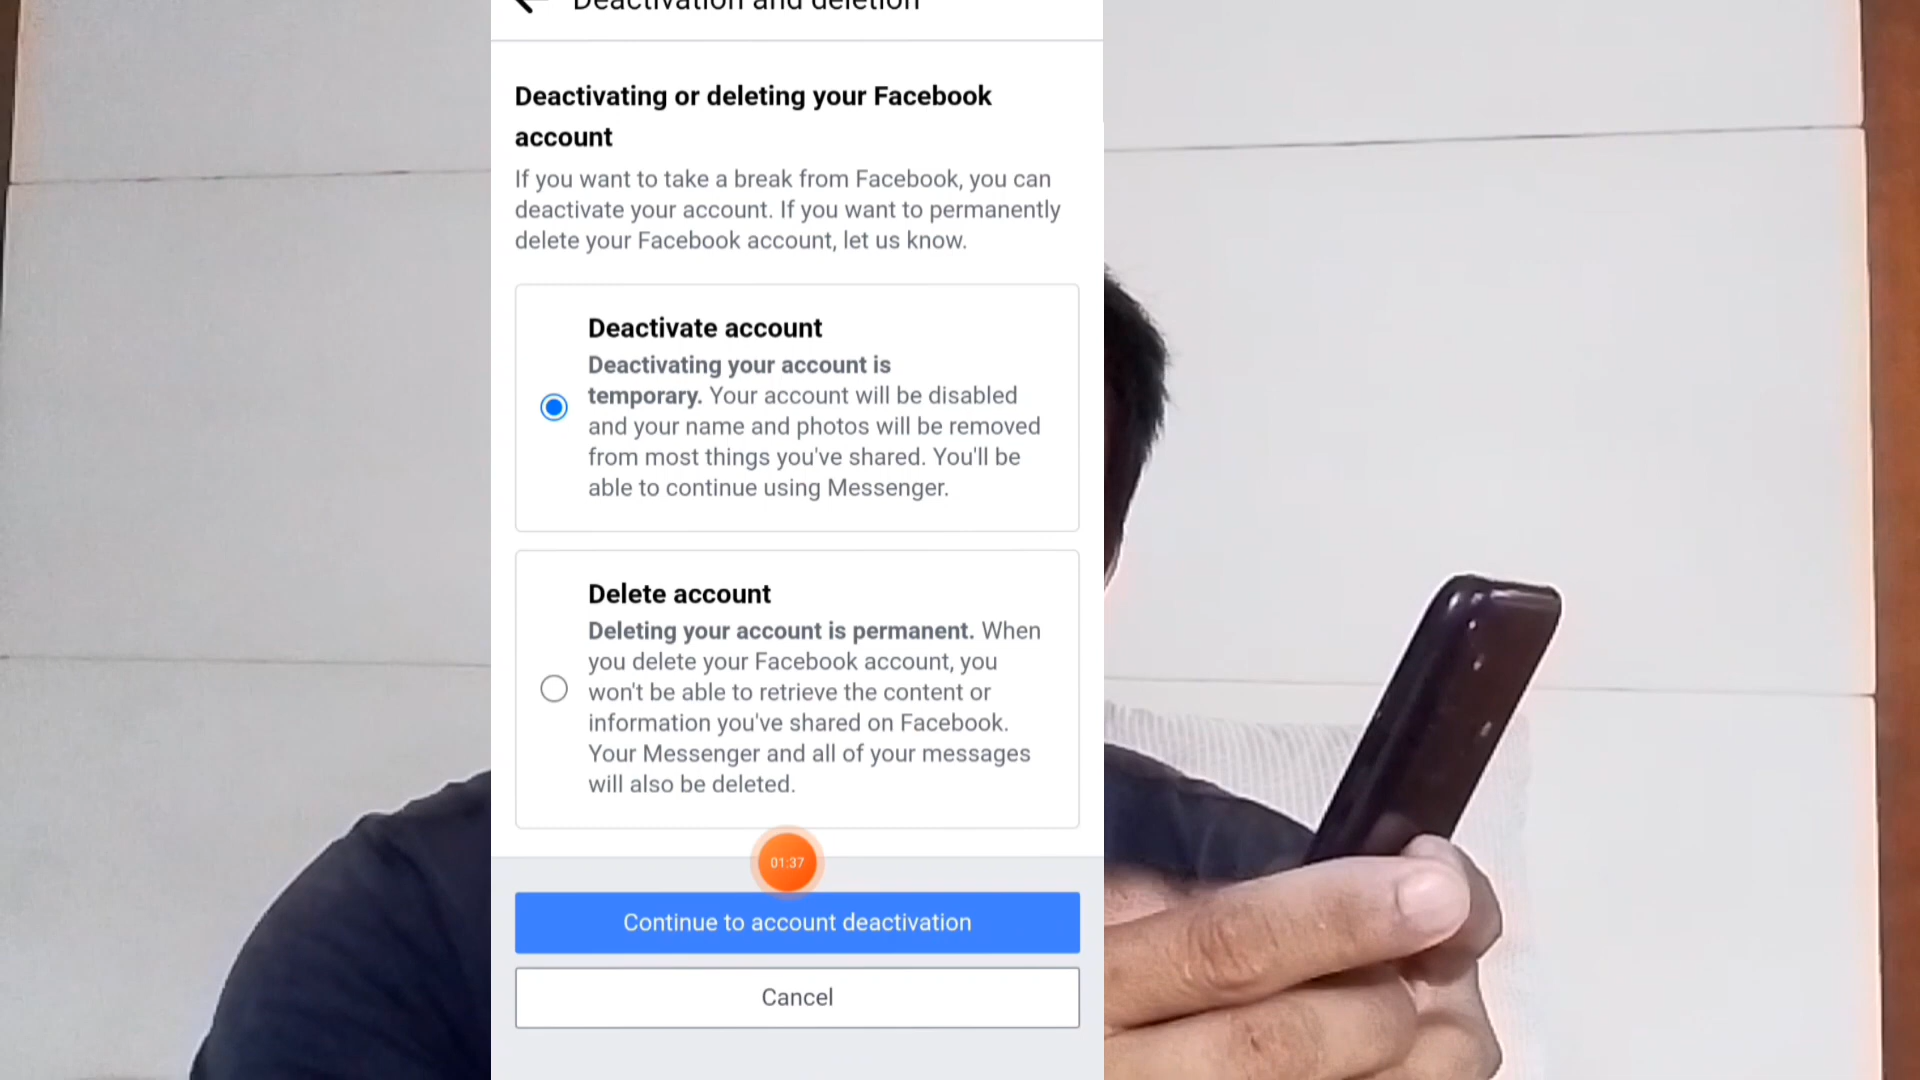 Deactivation and deletion
Deactivating or deleting your Facebook
account
If you want to take a break from Facebook, you can
deactivate your account. If you want to permanently
delete your Facebook account, let us know.
Deactivate account
Deactivating your account is
temporary. Your account will be disabled
and your name and photos will be removed
from most things you've shared. You'll be
able to continue using Messenger.
Delete account
Deleting your account is permanent. When
you delete your Facebook account, you
won't be able to retrieve the content or
information you've shared on Facebook.
Your Messenger and all of your messages
will also be deleted.
01:37
Continue to account deactivation
Cancel